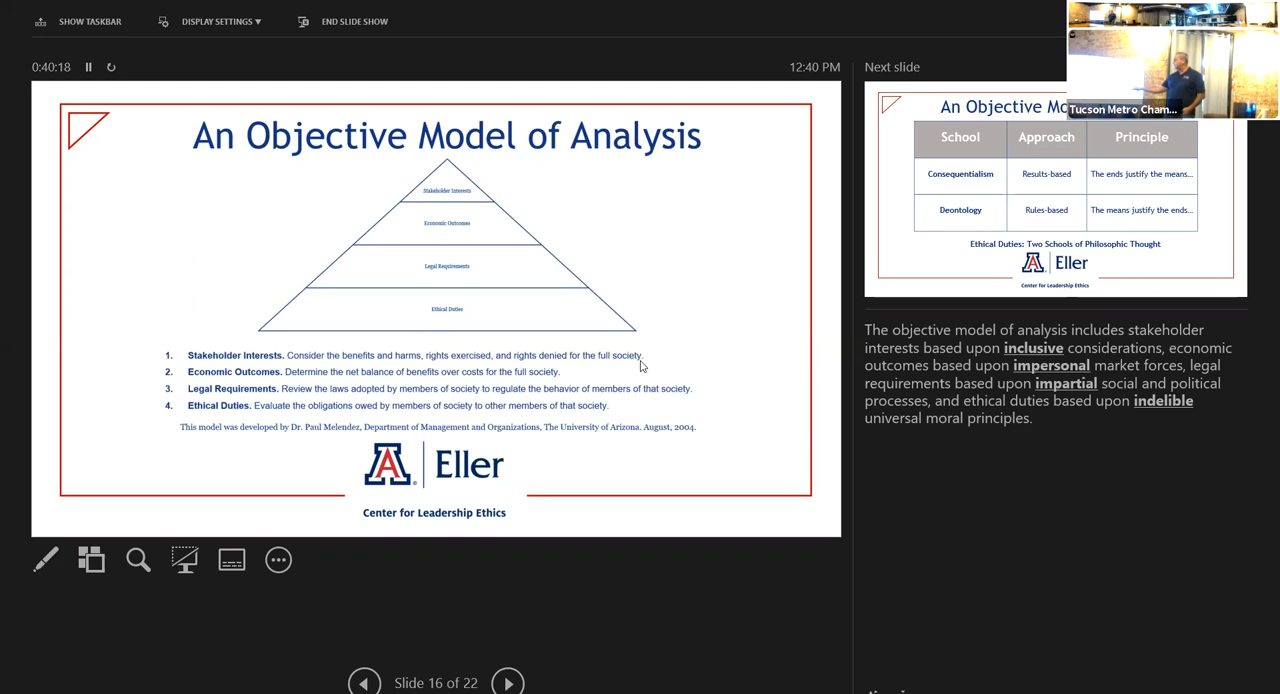 SHOW TASKBAR
DISPLAY SETTINGS ▼
END SLIDE SHOW
0:40:18
12:40 PM
An Objective Model of Analysis
Stakeholder Interests
Economic Outcomes
Legal Requirements
Ethical Duties
1. Stakeholder Interests. Consider the benefits and harms, rights exercised, and rights denied for the full society.
2. Economic Outcomes. Determine the net balance of benefits over costs for the full society.
3. Legal Requirements. Review the laws adopted by members of society to regulate the behavior of members of that society.
4. Ethical Duties. Evaluate the obligations owed by members of society to other members of that society.
This model was developed by Dr. Paul Melendez, Department of Management and Organizations, The University of Arizona. August, 2004.
A Eller
Center for Leadership Ethics
Slide 16 of 22
Next slide
Tucson Metro Cham...
An Objective Mo
School Approach Principle
Consequentialism Results-based The ends justify the means...
Deontology Rules-based The means justify the ends...
Ethical Duties: Two Schools of Philosophic Thought
A Eller
Center for Leadership Ethics
The objective model of analysis includes stakeholder
interests based upon inclusive considerations, economic
outcomes based upon impersonal market forces, legal
requirements based upon impartial social and political
processes, and ethical duties based upon indelible
universal moral principles.